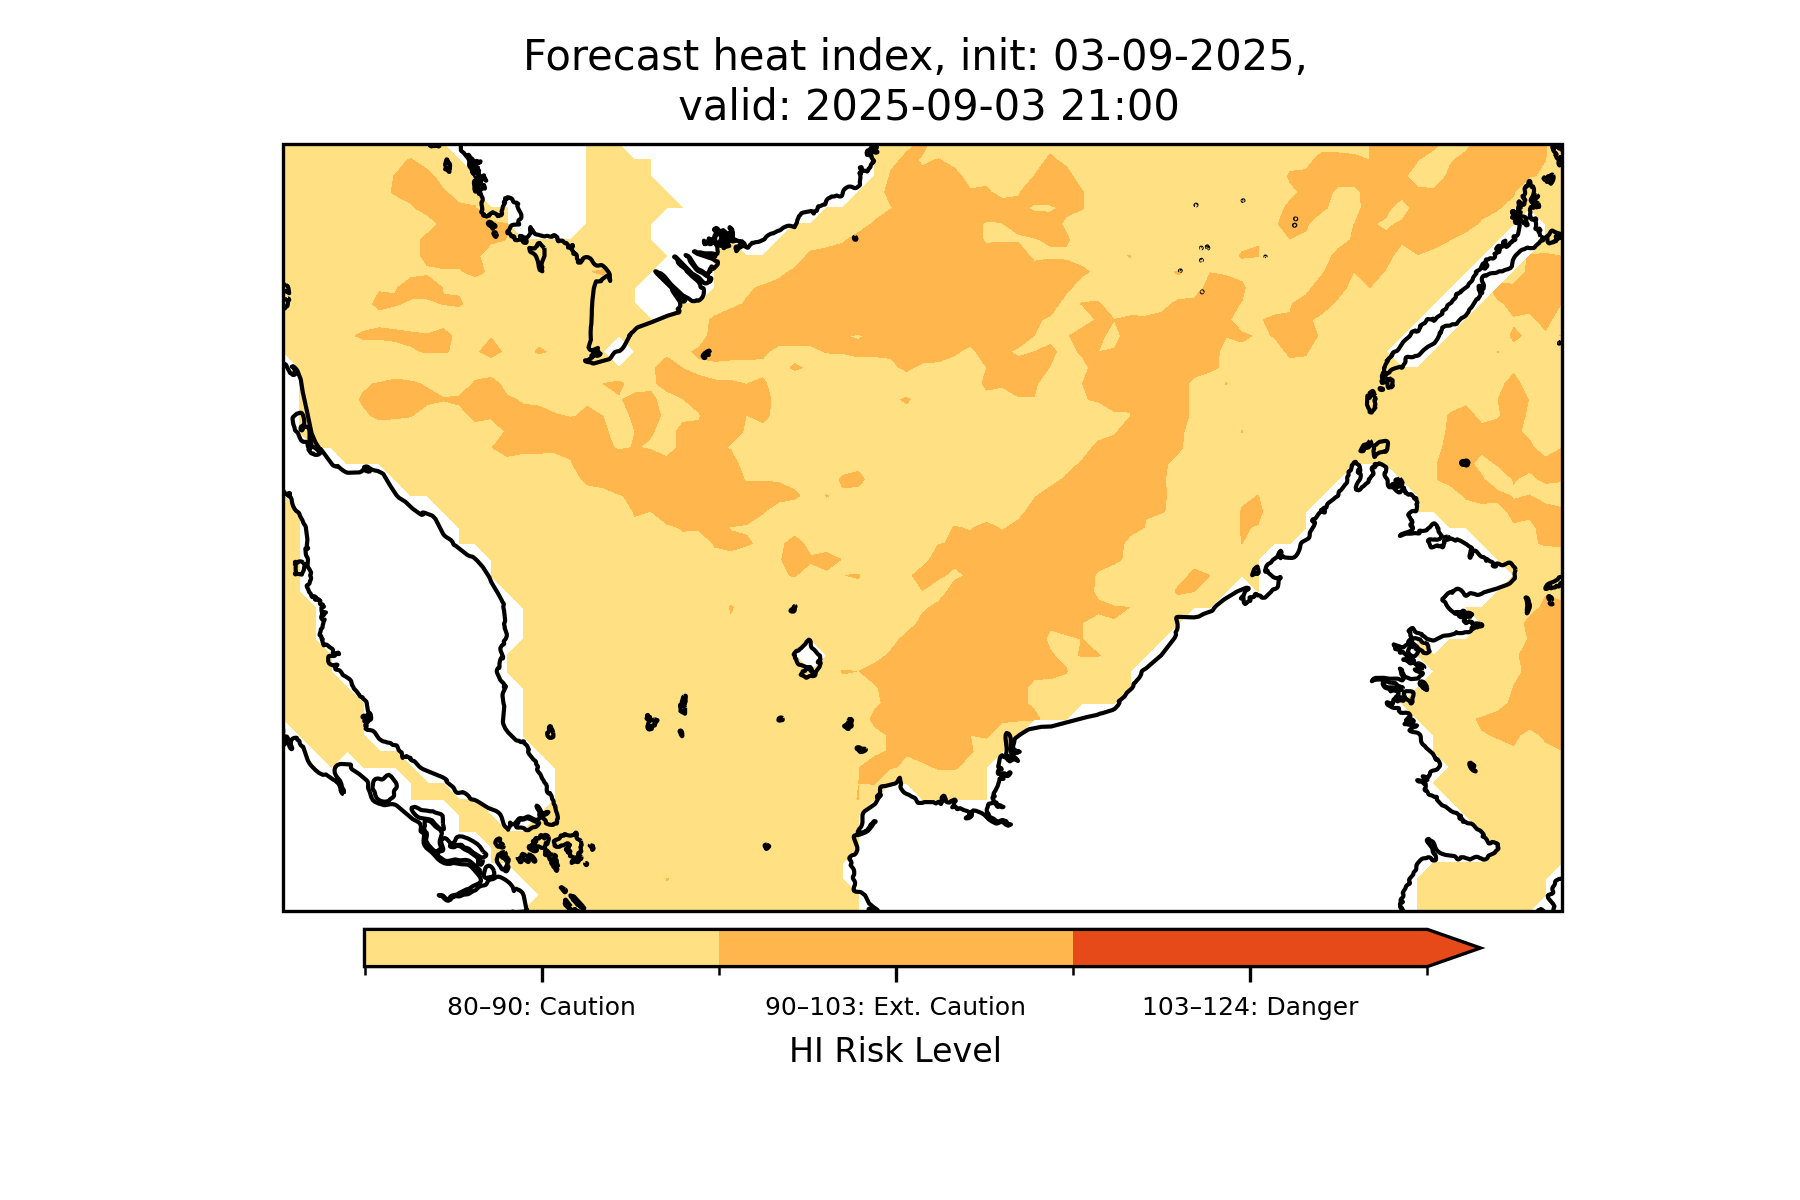 Forecast heat index, init: 03-09-2025,
valid: 2025-09-03 21:00
80–90: Caution
90–103: Ext. Caution
103–124: Danger
HI Risk Level